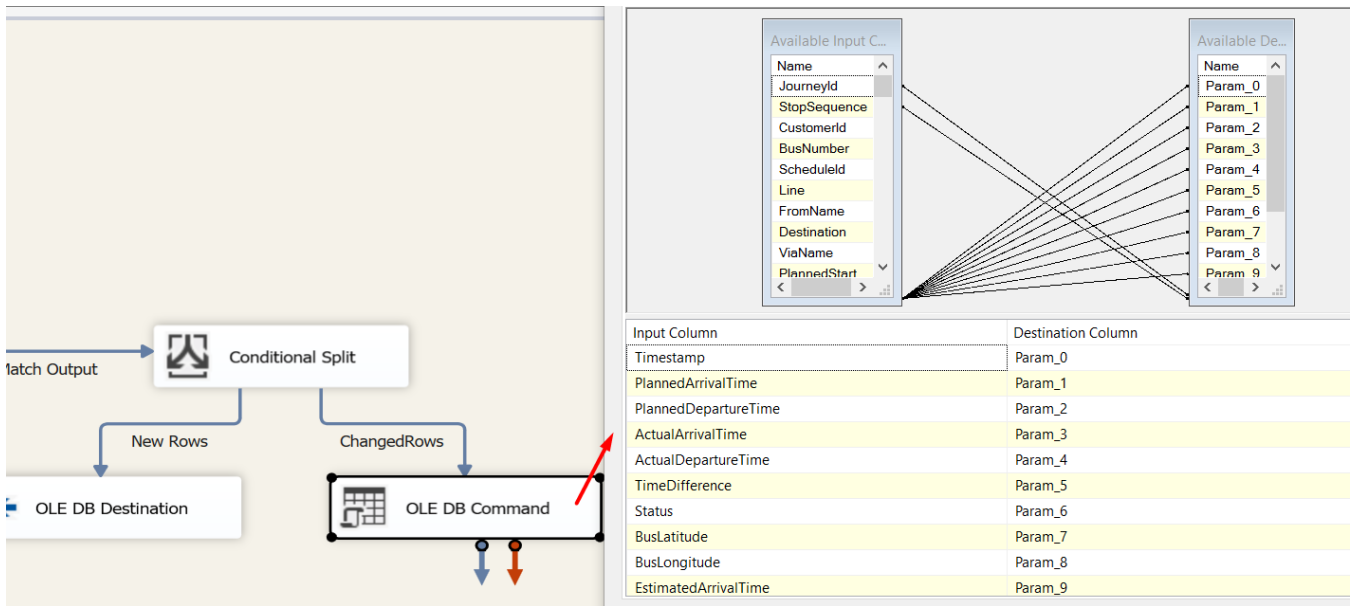 Match Output
Conditional Split
New Rows
ChangedRows
OLE DB Destination
OLE DB Command
Available Input C...
Name
JourneyId
StopSequence
CustomerId
BusNumber
ScheduleId
Line
FromName
Destination
ViaName
PlannedStart
Available De...
Name
Param_0
Param_1
Param_2
Param_3
Param_4
Param_5
Param_6
Param_7
Param_8
Param_9
Input Column Destination Column
Timestamp Param_0
PlannedArrivalTime Param_1
PlannedDepartureTime Param_2
ActualArrivalTime Param_3
ActualDepartureTime Param_4
TimeDifference Param_5
Status Param_6
BusLatitude Param_7
BusLongitude Param_8
EstimatedArrivalTime Param_9